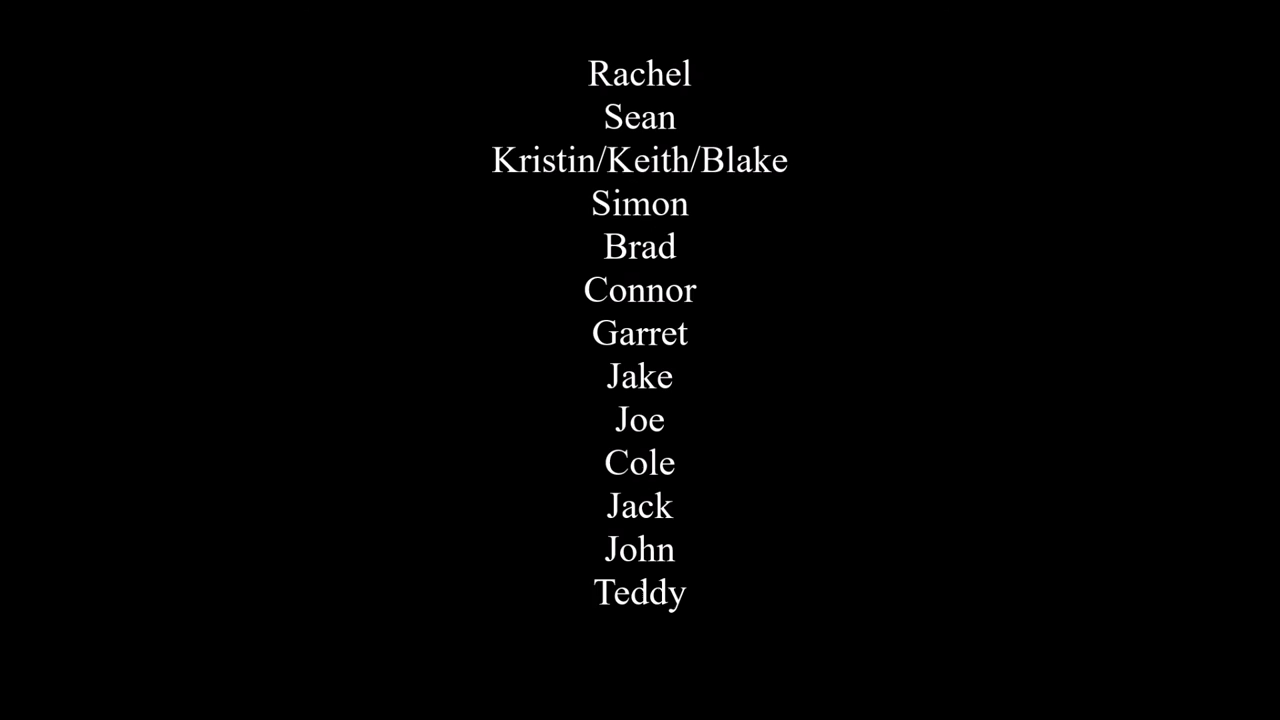 Rachel
Sean
Kristin/Keith/Blake
Simon
Brad
Connor
Garret
Jake
Joe
Cole
Jack
John
Teddy